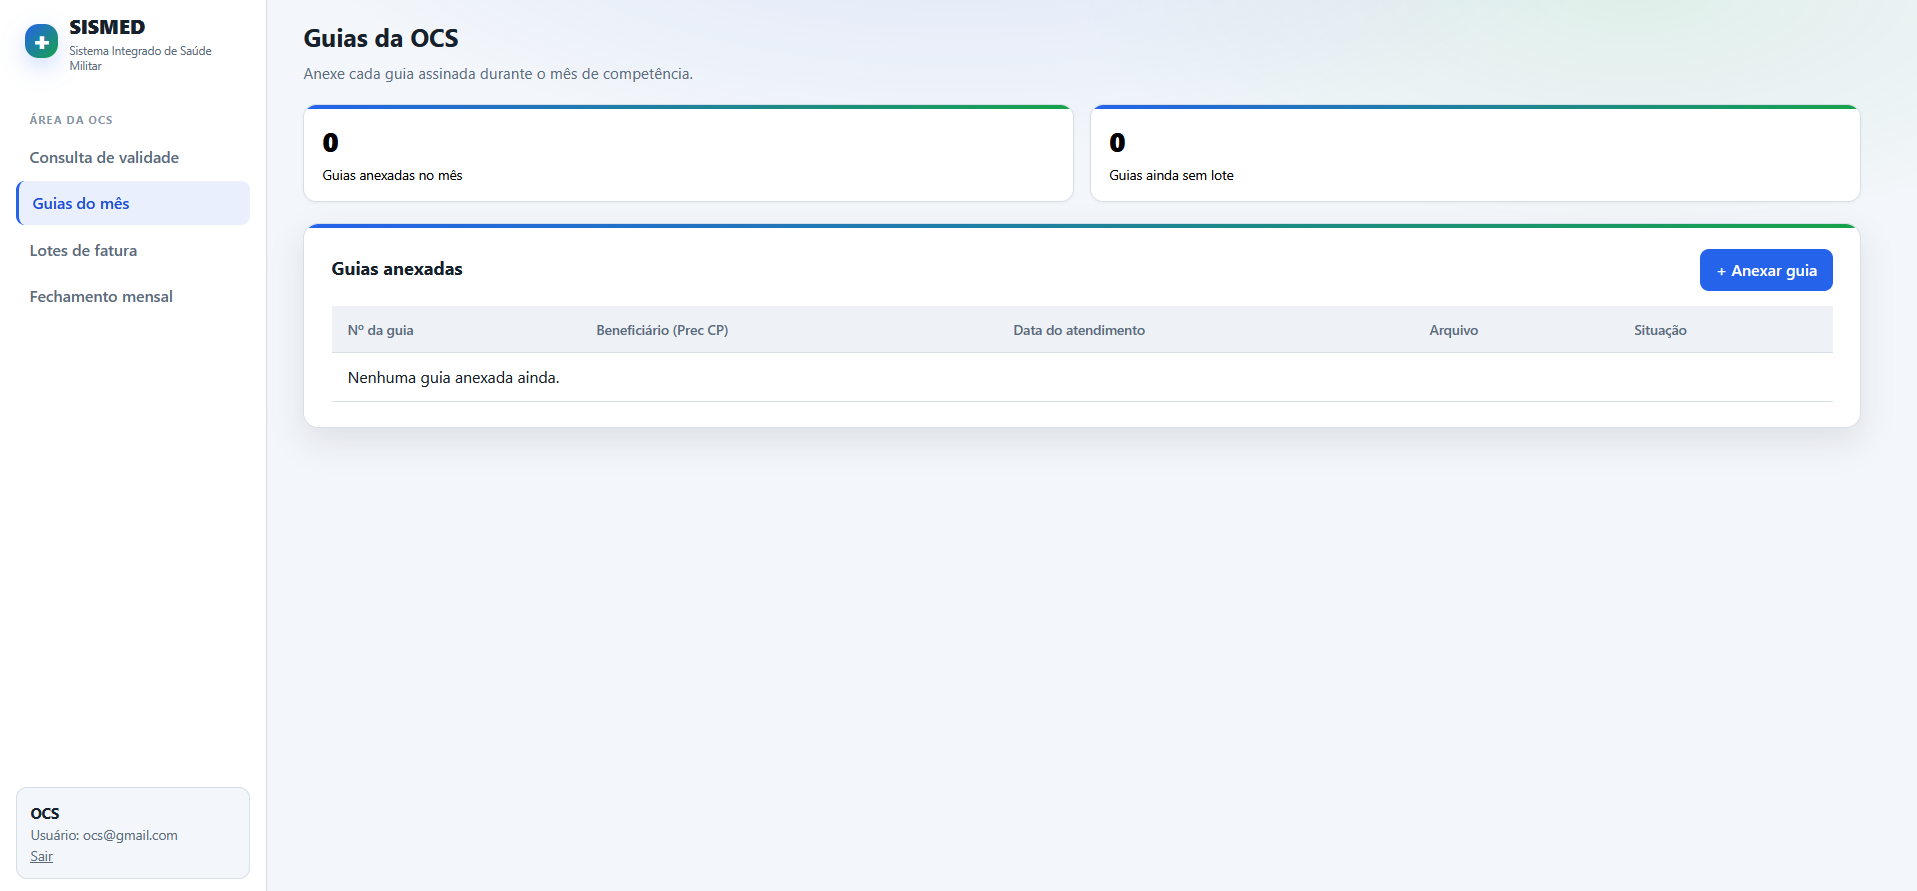 SISMED
Sistema Integrado de Saúde
Militar
ÁREA DA OCS
Consulta de validade
Guias do mês
Lotes de fatura
Fechamento mensal
OCS
Usuário: ocs@gmail.com
Sair
Guias da OCS
Anexe cada guia assinada durante o mês de competência.
0
Guias anexadas no mês
0
Guias ainda sem lote
Guias anexadas
+ Anexar guia
Nº da guia Beneficiário (Prec CP) Data do atendimento Arquivo Situação
Nenhuma guia anexada ainda.